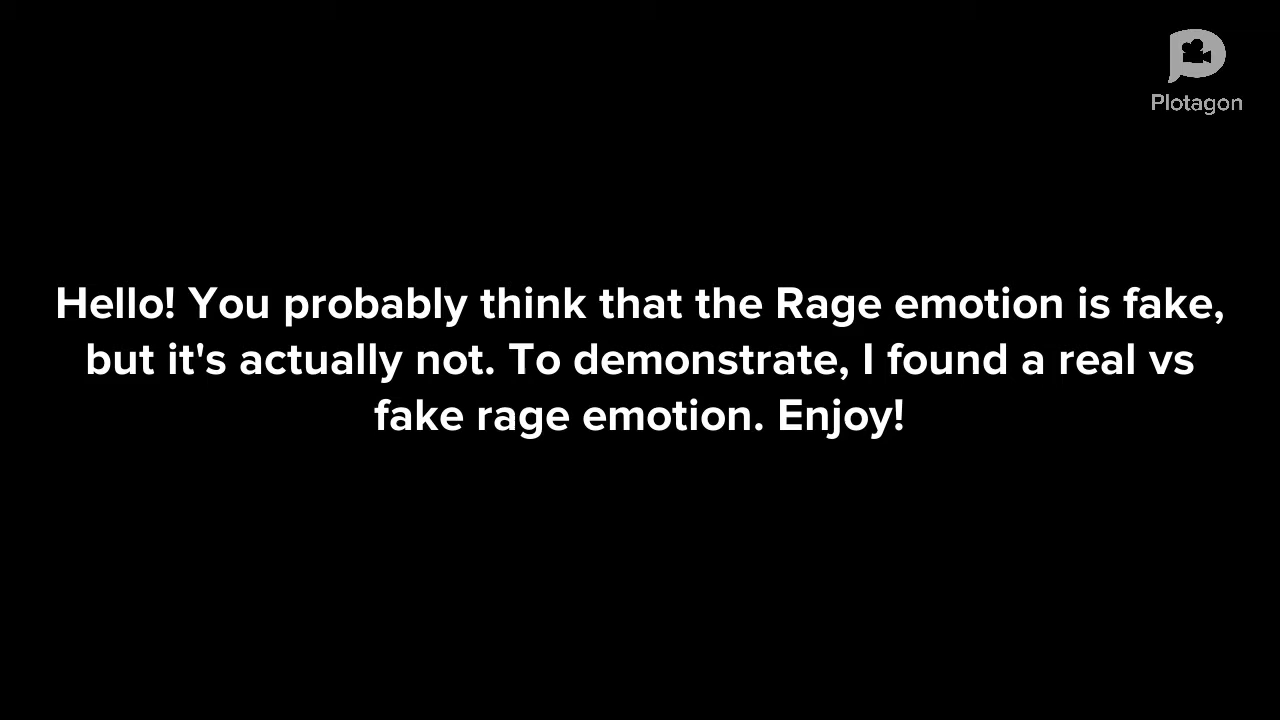 Plotagon
Hello! You probably think that the Rage emotion is fake,
but it's actually not. To demonstrate, I found a real vs
fake rage emotion. Enjoy!